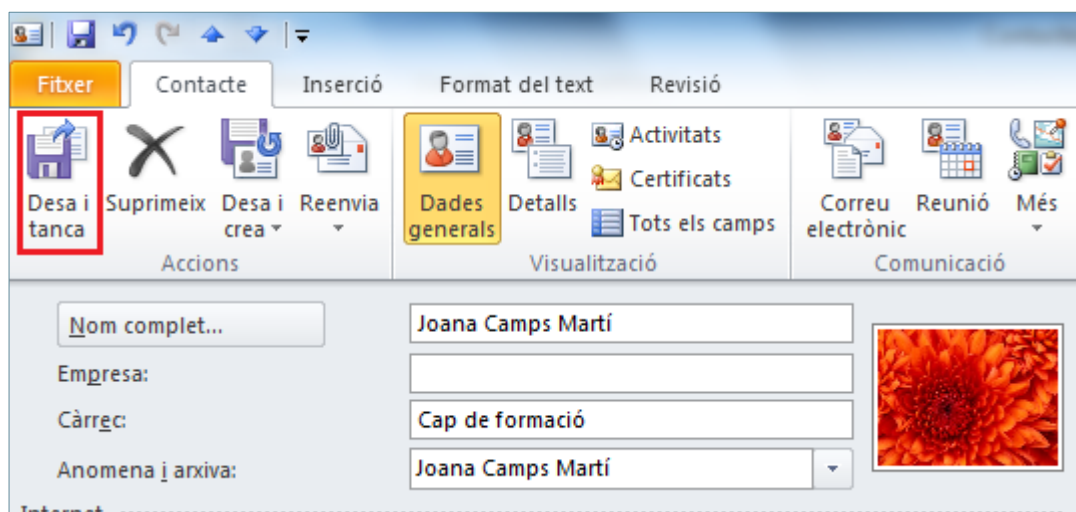 Fitxer Contacte Inserció Format del text Revisió
Desa i tanca
Suprimeix
Desa i crea
Reenvia
Accions
Dades generals
Detalls
Activitats
Certificats
Tots els camps
Visualització
Correu electrònic
Reunió
Més
Comunicació
Nom complet... Joana Camps Martí
Empresa:
Càrrec: Cap de formació
Anomena i arxiva: Joana Camps Martí
Internet